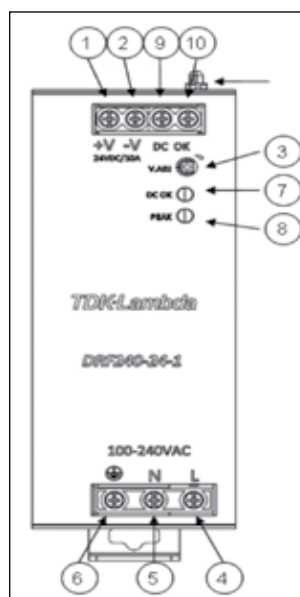 1 2 9 10
+V -V DC OK
24VDC/10A
V.ADJ 3
DC OK 7
PEAK 8
TDK-Lambda
DRF240-24-1
100-240VAC
N L
6 5 4